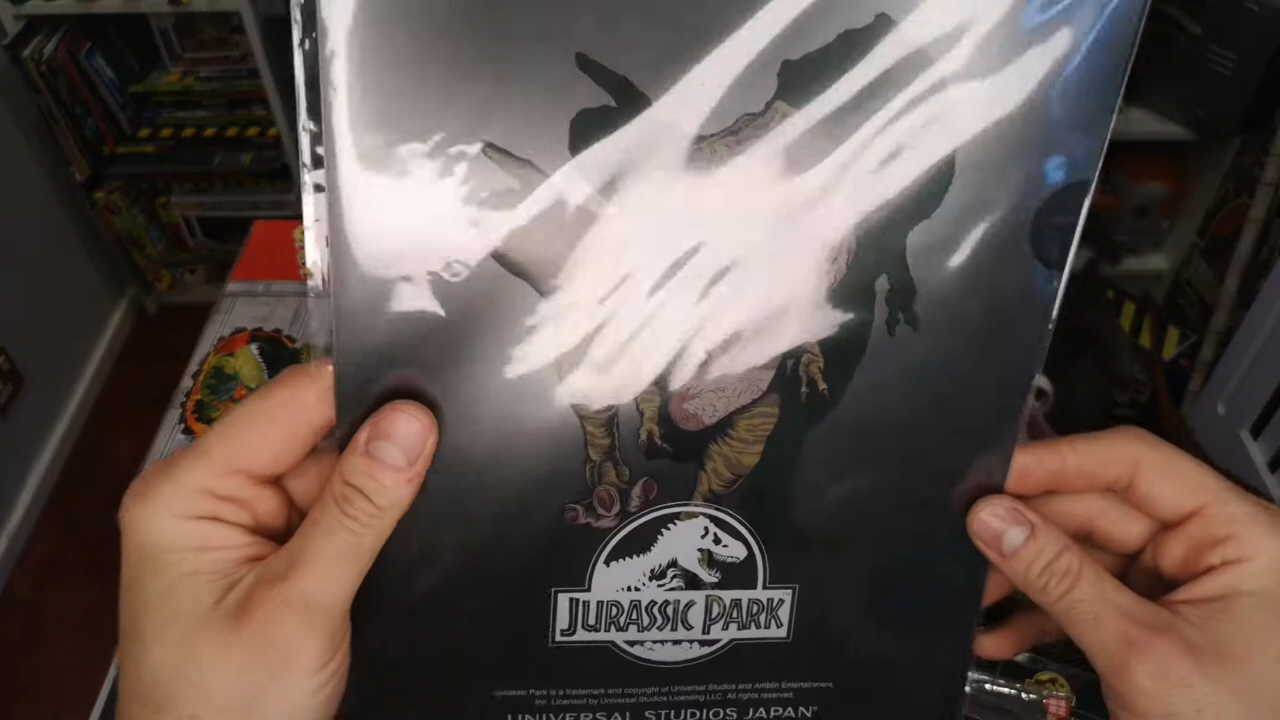 JURASSIC PARK™
Jurassic Park is a trademark and copyright of Universal Studios and Amblin Entertainment,
Inc. Licensed by Universal Studios Licensing LLC. All rights reserved.
UNIVERSAL STUDIOS JAPAN®